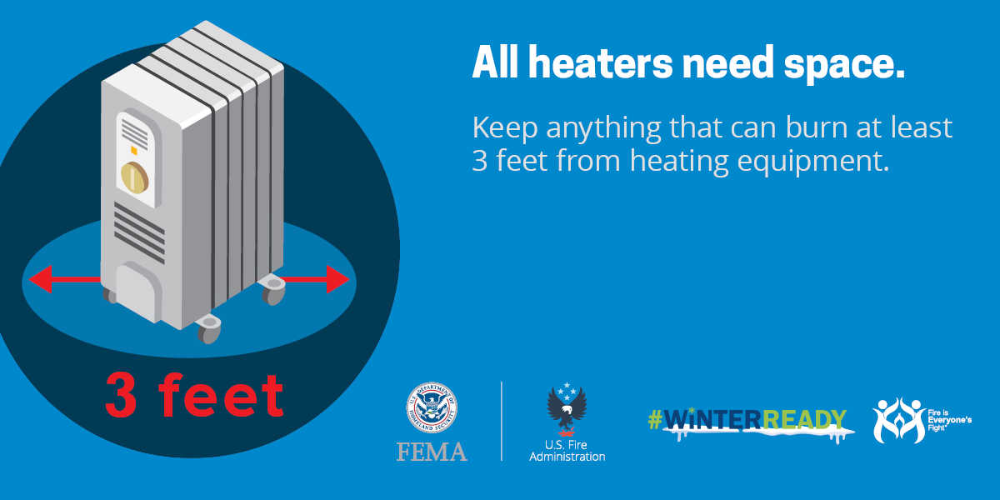 All heaters need space.
Keep anything that can burn at least
3 feet from heating equipment.
3 feet
U.S. DEPARTMENT OF
HOMELAND SECURITY
FEMA
U.S. Fire
Administration
#WiNTERREADY
Fire is
Everyone's
Fight